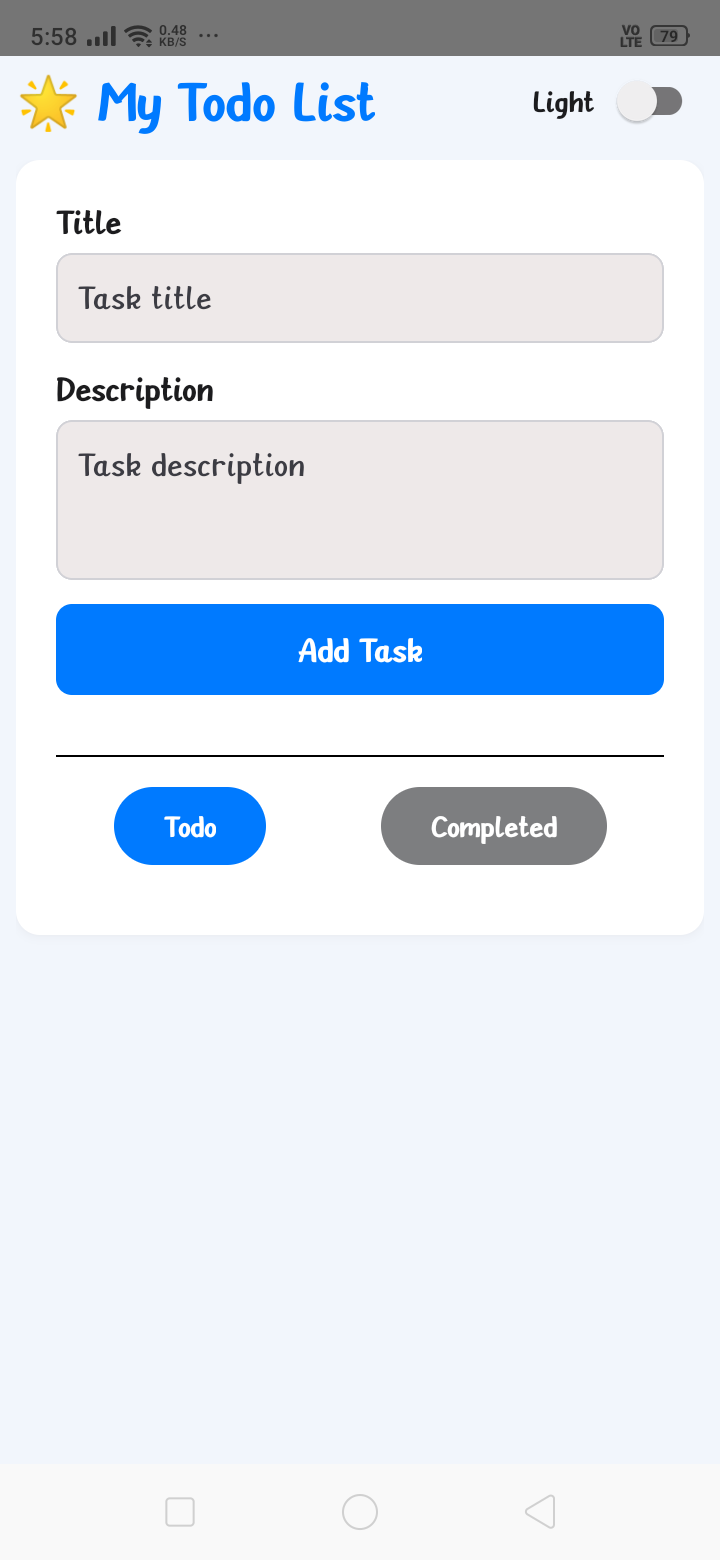 5:58 0.48 KB/S ... VO LTE 79
My Todo List Light
Title
Task title
Description
Task description
Add Task
Todo Completed